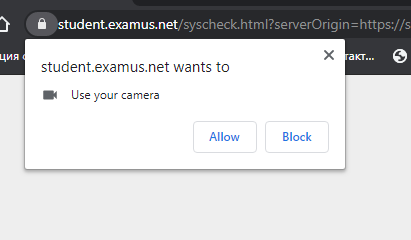 student.examus.net/syscheck.html?serverOrigin=https://s
student.examus.net wants to
Use your camera
Allow
Block